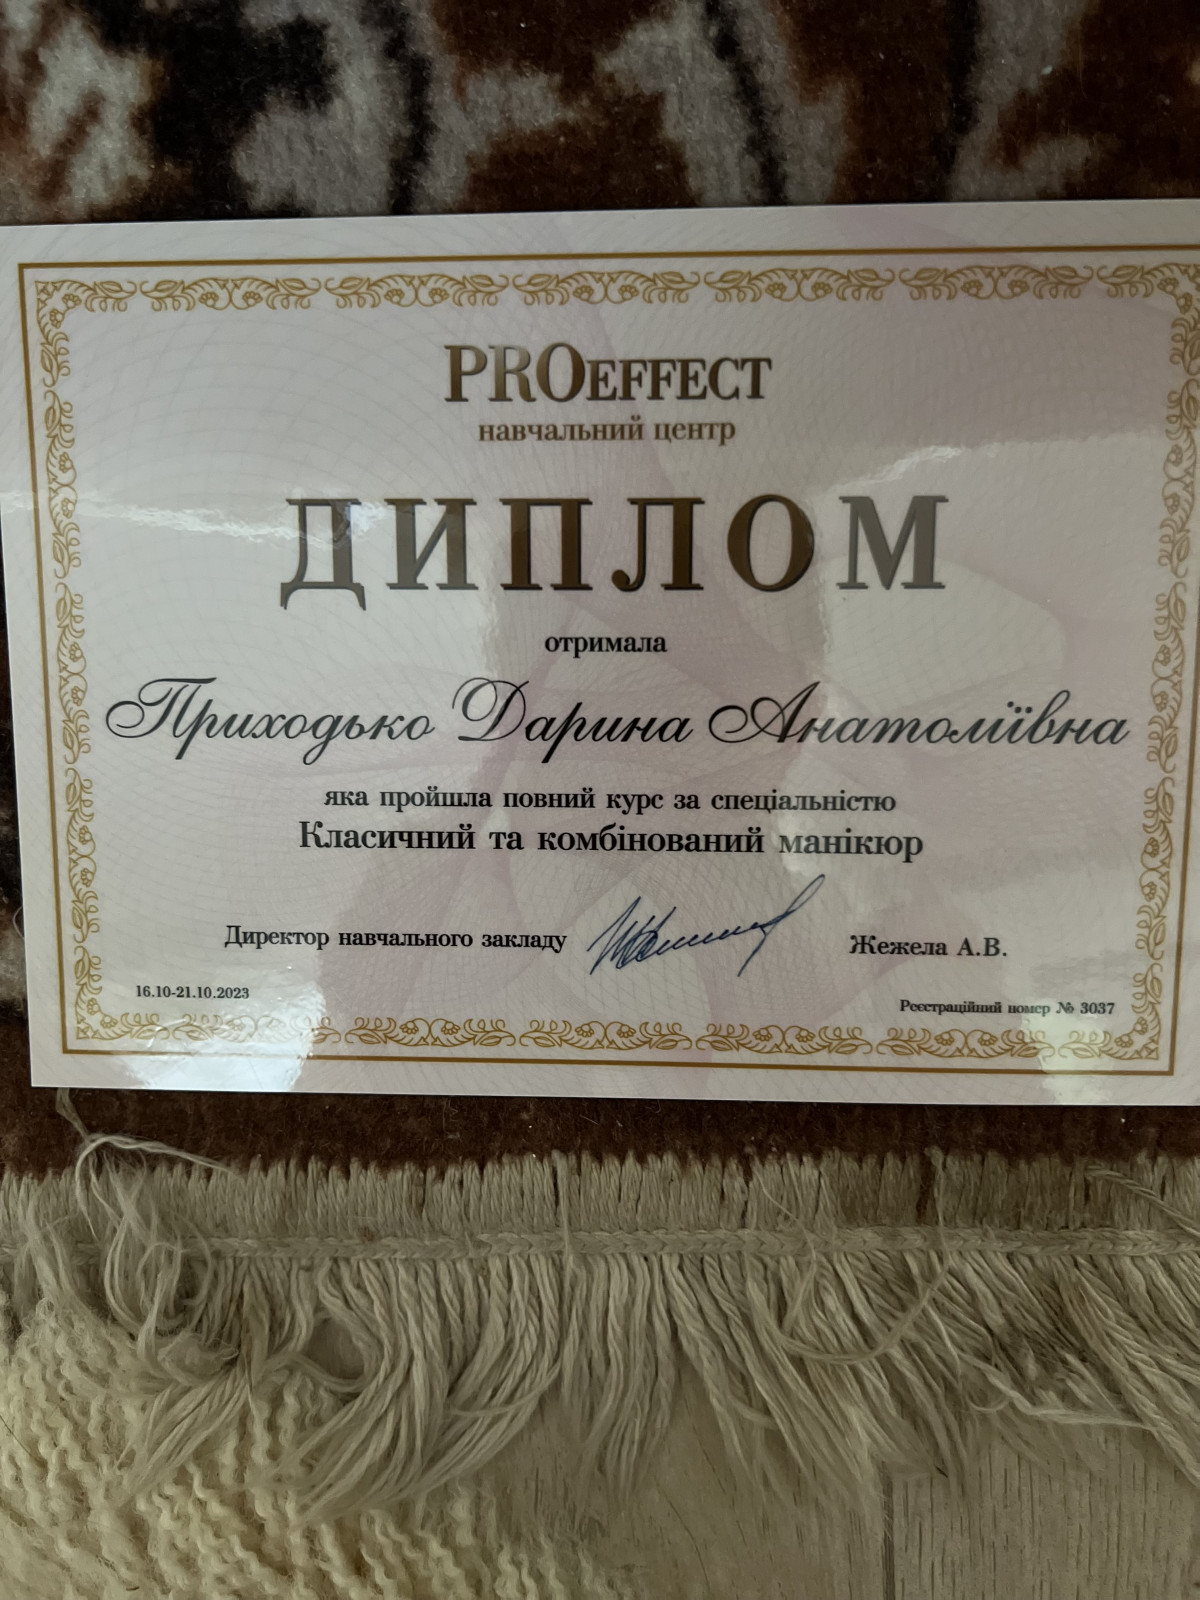 PROEFFECT
навчальний центр
ДИПЛОМ
отримала
Приходько Дарина Анатоліївна
яка пройшла повний курс за спеціальністю
Класичний та комбінований манікюр
Директор навчального закладу Жежела А.В.
16.10-21.10.2023 Реєстраційний номер № 3037